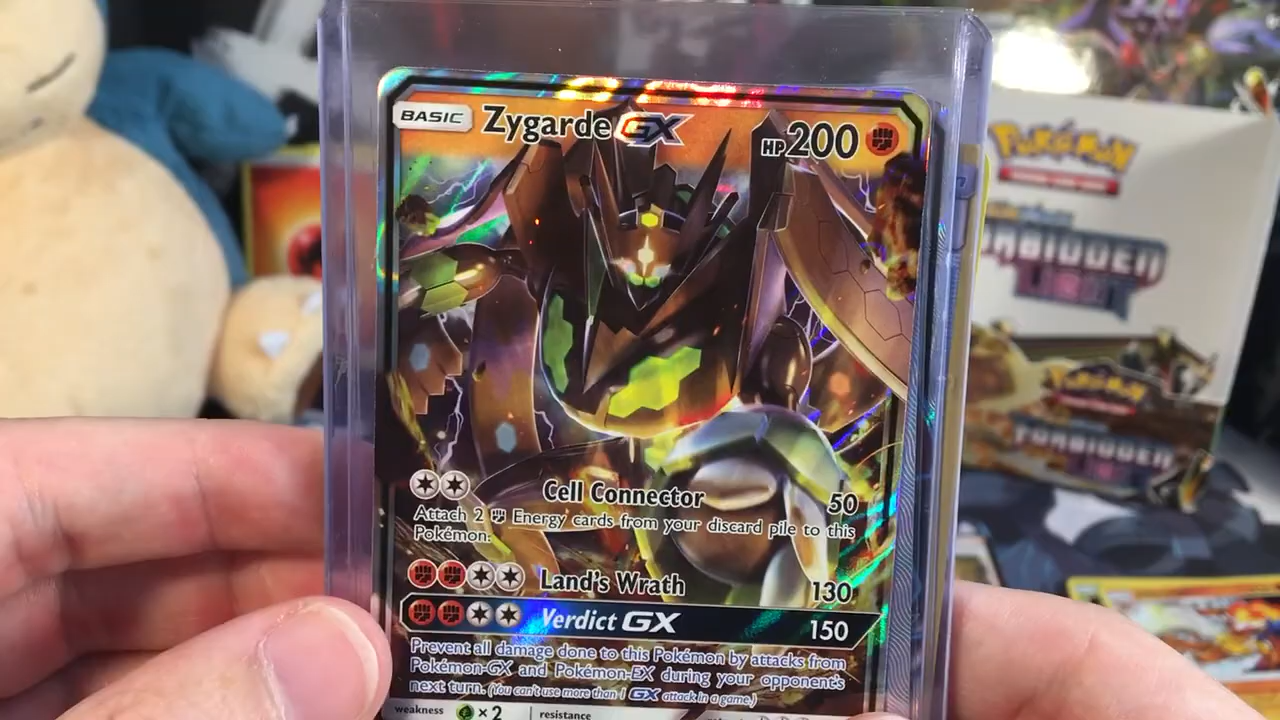 BASIC Zygarde GX HP 200
Cell Connector 50
Attach 2 Energy cards from your discard pile to this
Pokémon.
Land's Wrath 130
Verdict GX 150
Prevent all damage done to this Pokémon by attacks from
Pokémon-GX and Pokémon-EX during your opponent's
next turn. (You can't use more than 1 GX attack in a game.)
weakness ×2 resistance
Pokémon
FORBIDDEN
LIGHT
Pokémon
FORBIDDEN